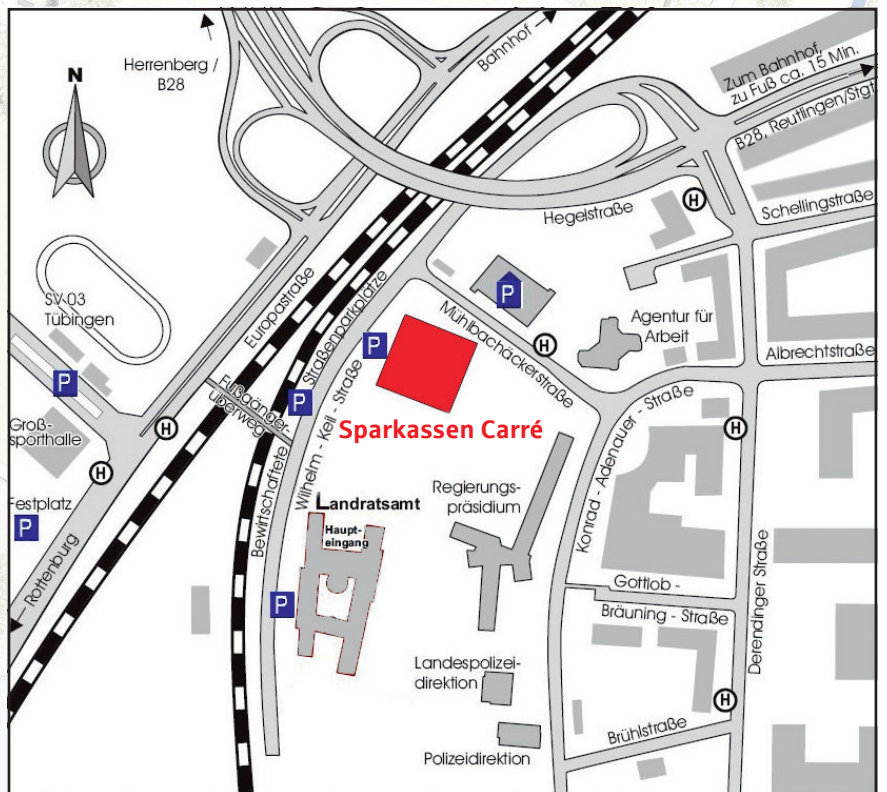 Herrenberg /
B28
Bahnhof
Zum Bahnhof,
zu Fuß ca. 15 Min.
B28, Reutlingen/Stgt
N
Hegelstraße
H
Schellingstraße
SV-03
Tübingen
Europastraße
P
Mühlbachäckerstraße
H
Agentur für
Arbeit
Albrechtstraße
P
P
Fußgänger-
überweg
P
Bewirtschaftete Straßenparkplätze
Wilhelm - Keil - Straße
Sparkassen Carré
Konrad - Adenauer - Straße
H
Groß-
sporthalle
H
H
Festplatz
P
Rottenburg
Landratsamt
Haupt-
eingang
Regierungs-
präsidium
P
Gottlob -
Bräuning - Straße
Derendinger Straße
Landespolizei-
direktion
H
Brühlstraße
Polizeidirektion